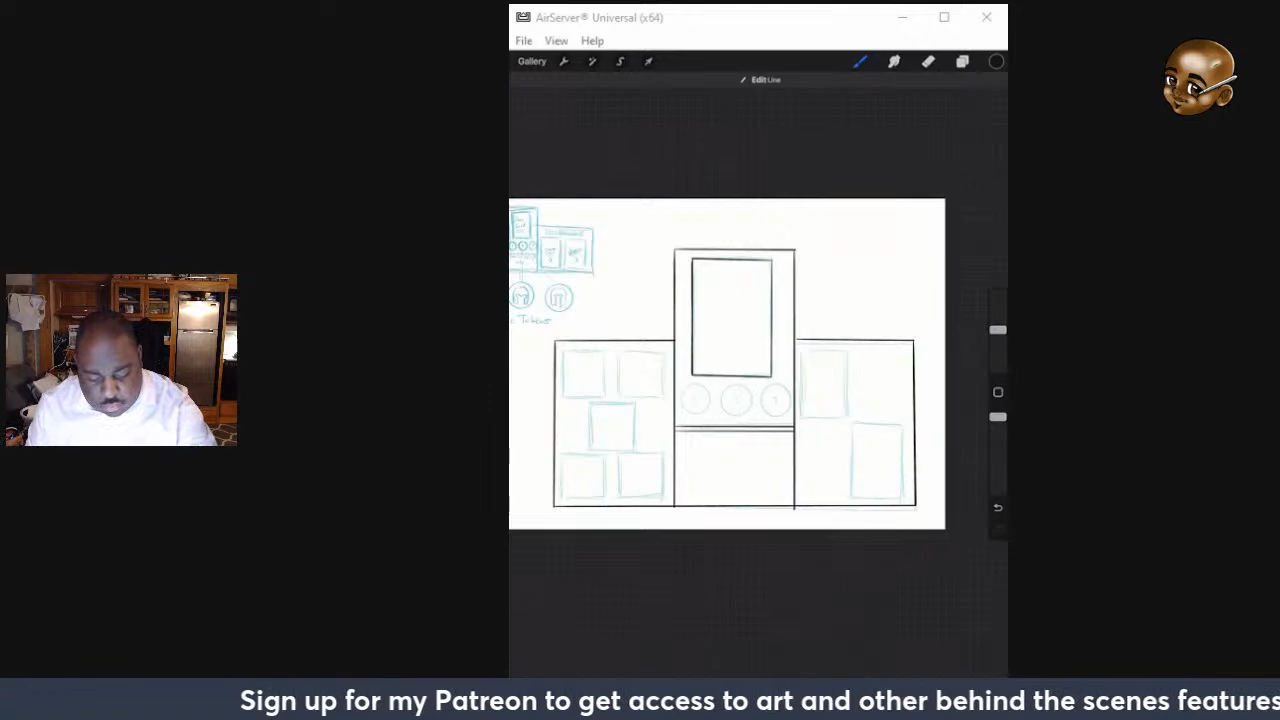 AirServer® Universal (x64)
File View Help
Gallery
Edit Line
Tokens
Sign up for my Patreon to get access to art and other behind the scenes features